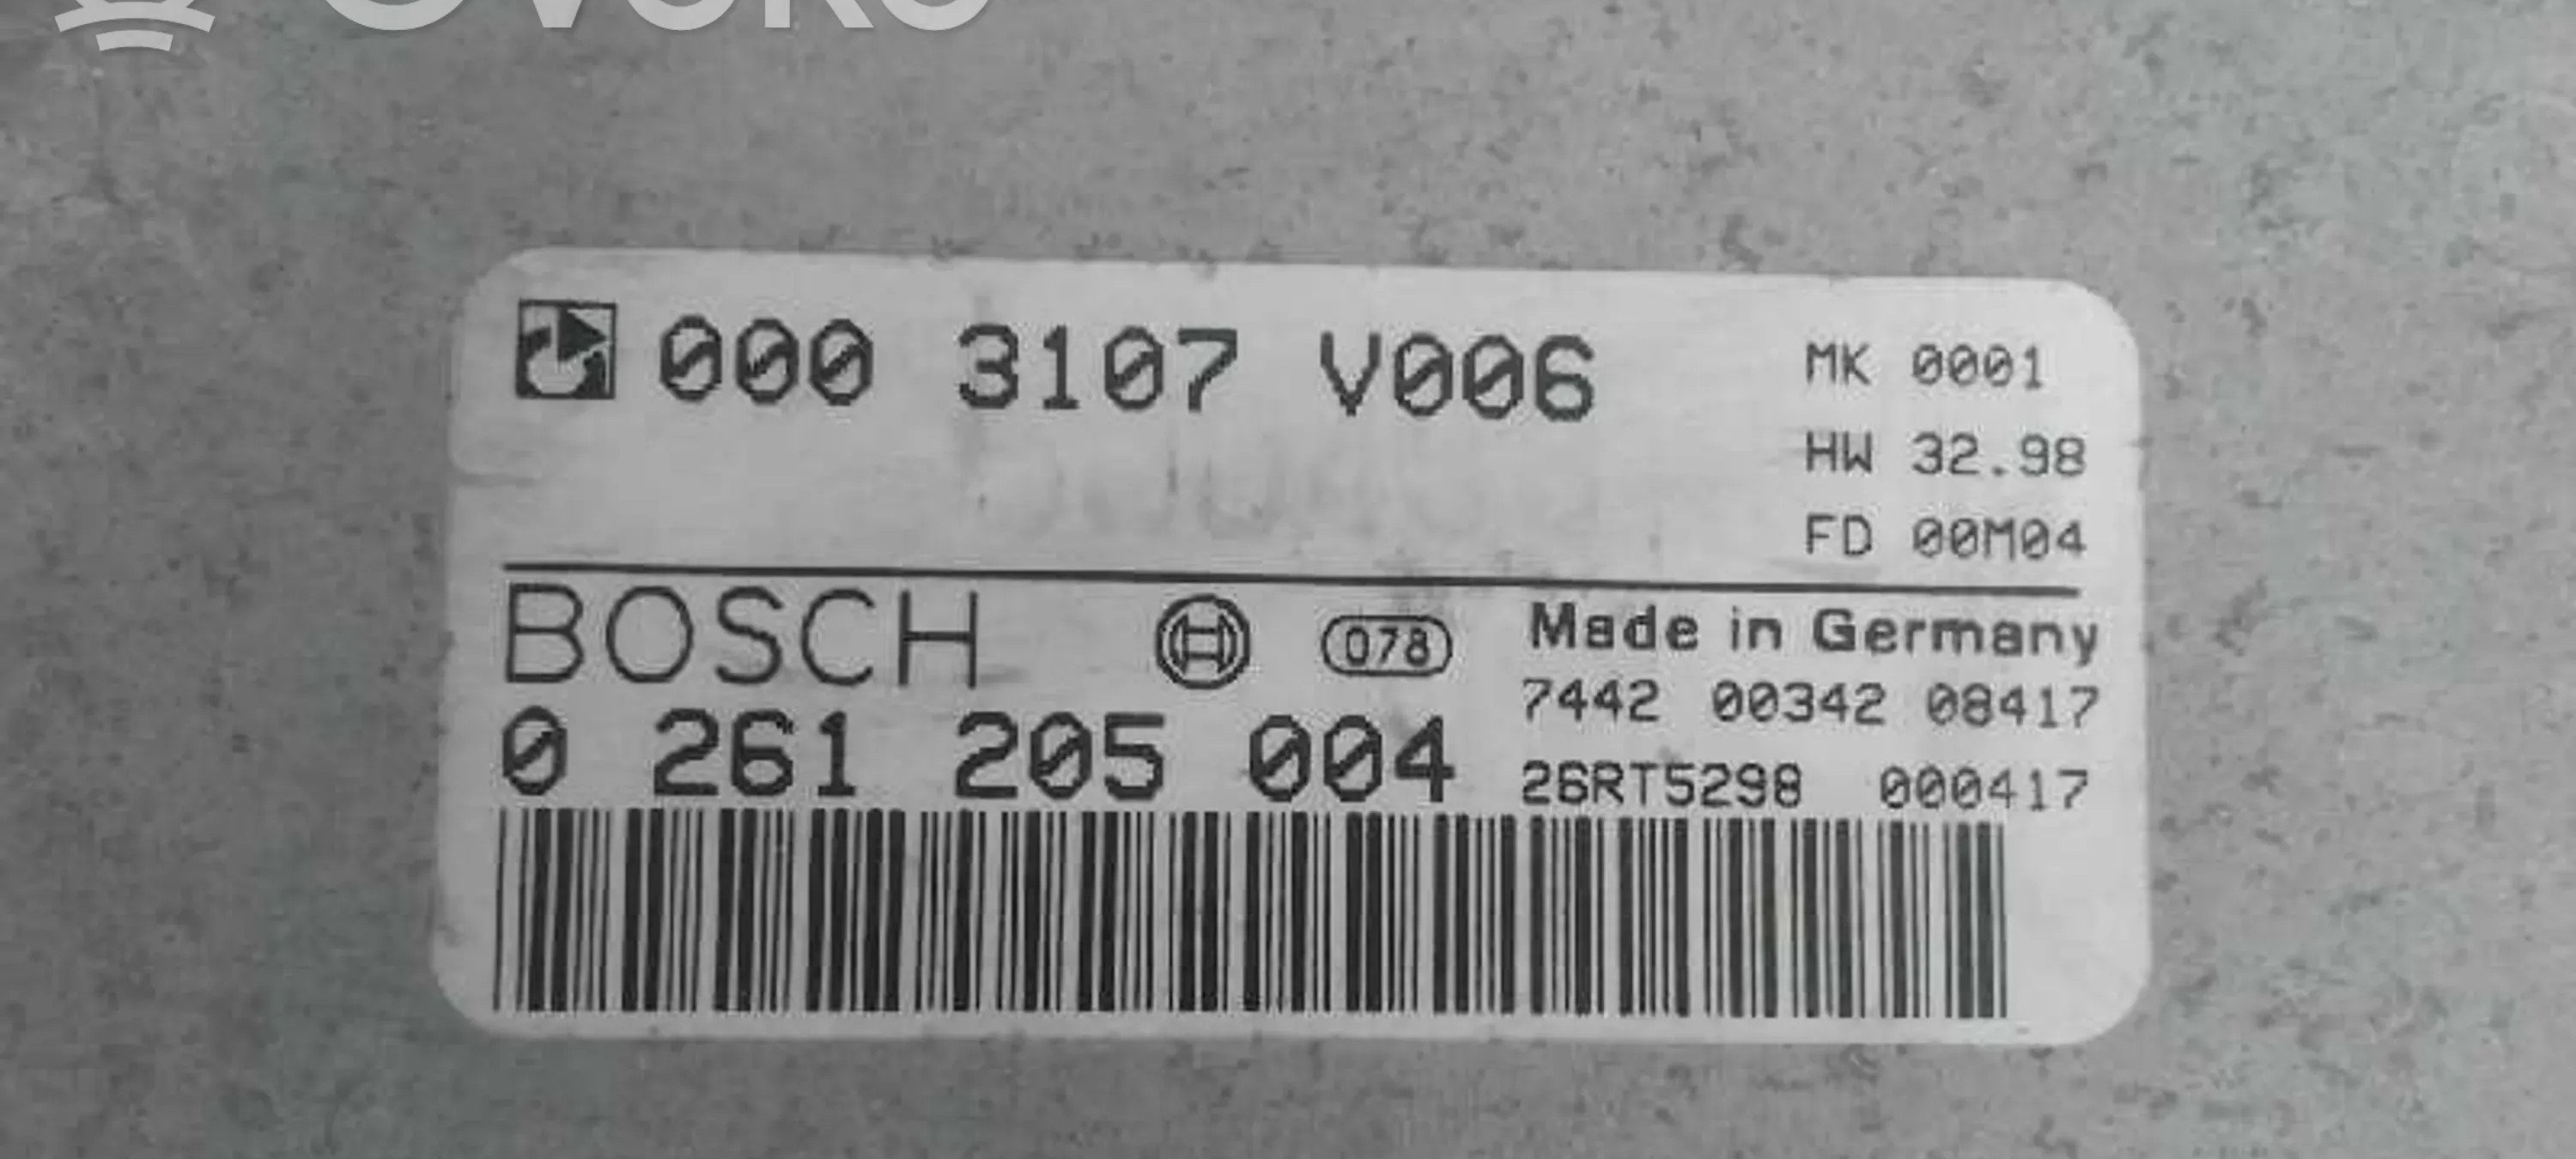 000 3107 V006
MK 0001
HW 32.98
FD 00M04
BOSCH
078
Made in Germany
7442 00342 08417
0 261 205 004
26RT5298 000417